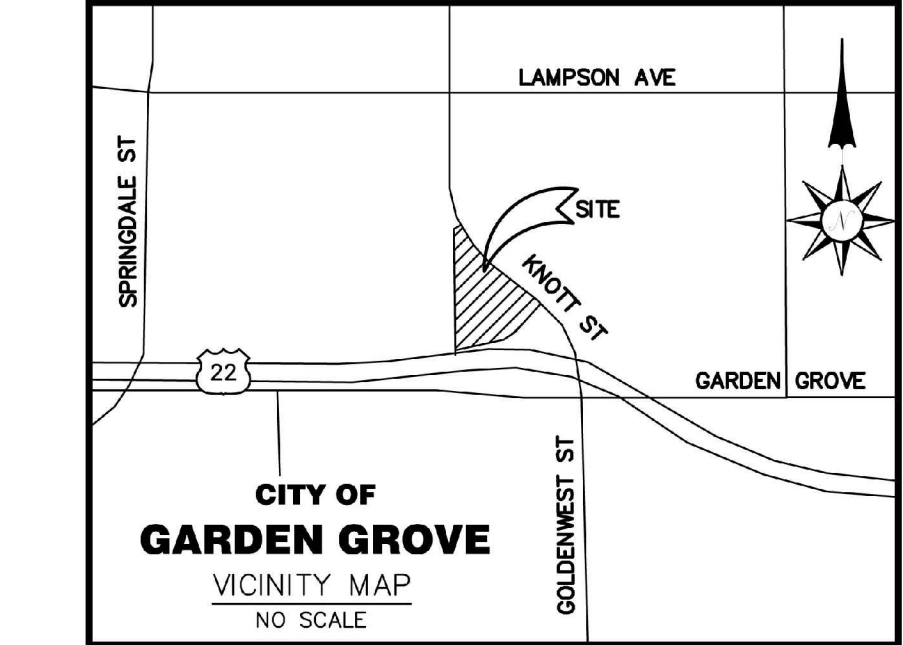 LAMPSON AVE
SPRINGDALE ST
SITE
KNOTT ST
N
22
GARDEN GROVE
GOLDENWEST ST
CITY OF
GARDEN GROVE
VICINITY MAP
NO SCALE